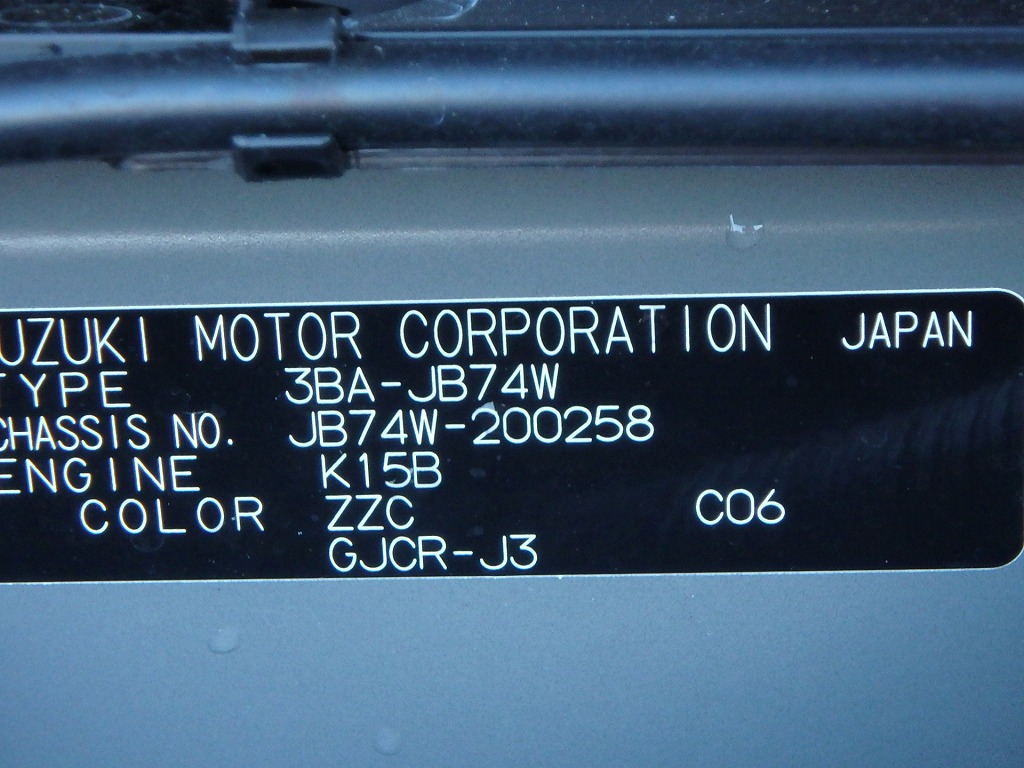 UZUKI MOTOR CORPORATION JAPAN
TYPE 3BA-JB74W
CHASSIS NO. JB74W-200258
ENGINE K15B
COLOR ZZC C06
GJCR-J3